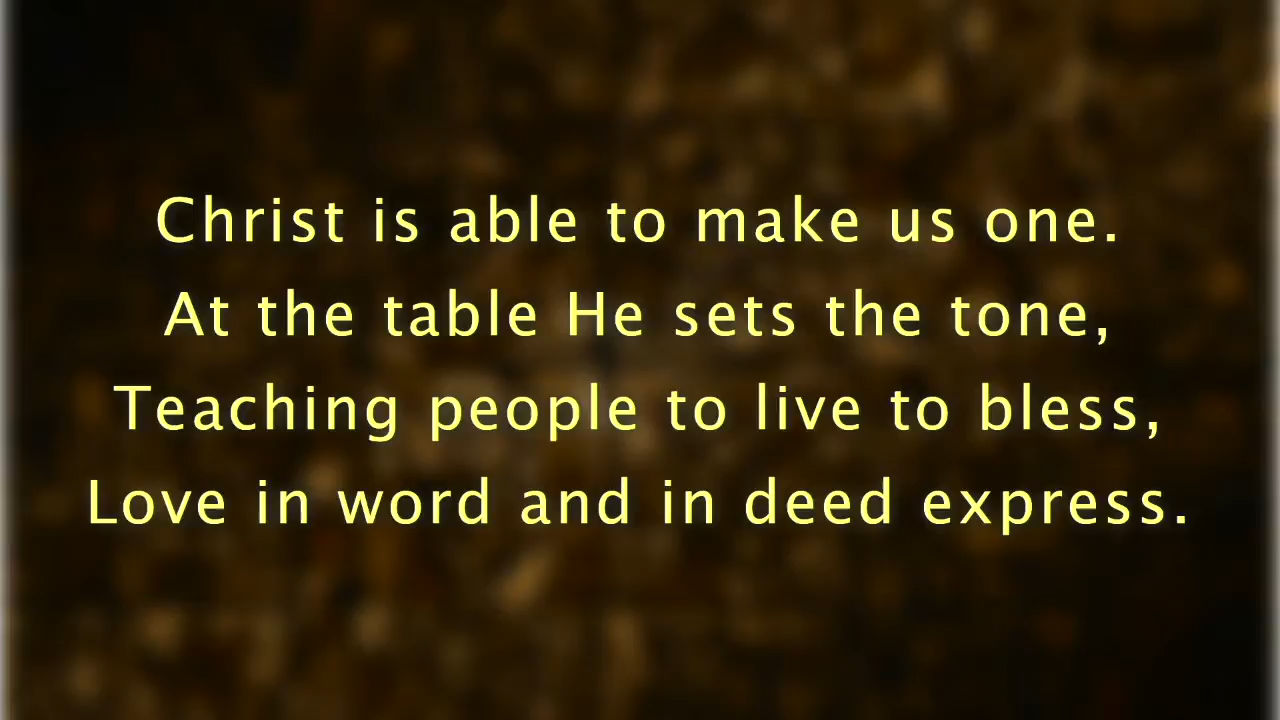 Christ is able to make us one.
At the table He sets the tone,
Teaching people to live to bless,
Love in word and in deed express.